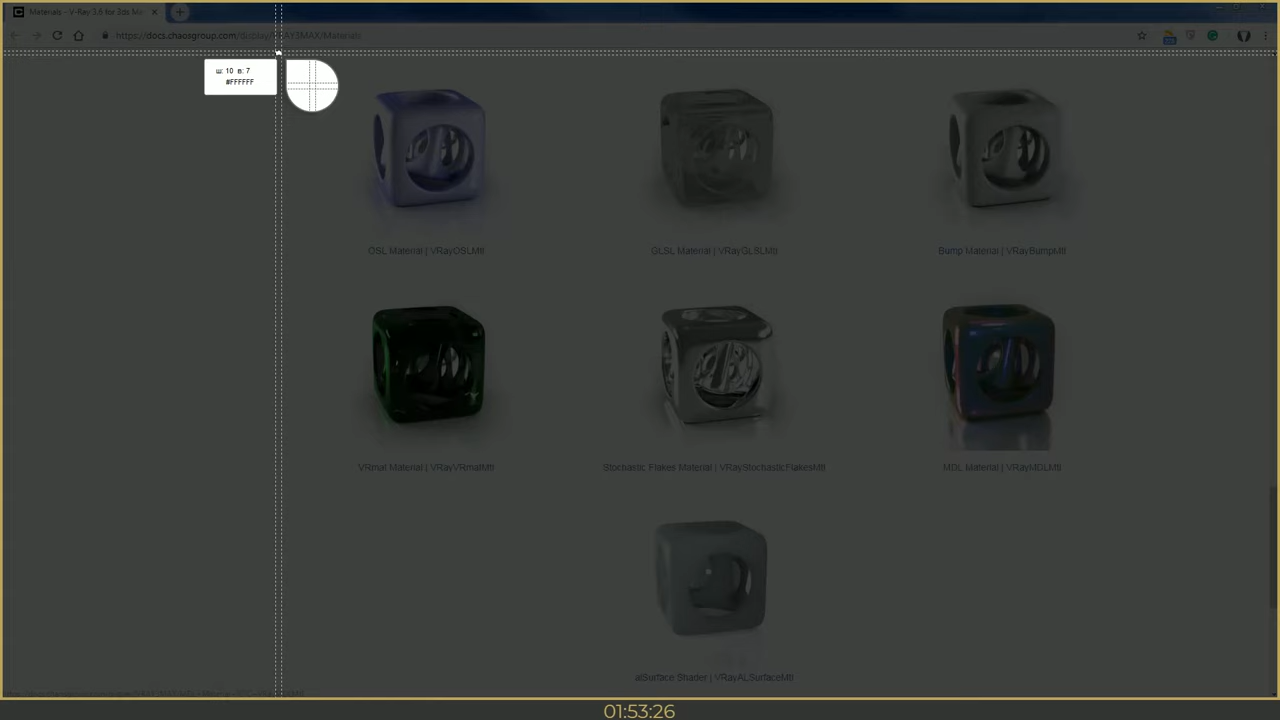 Materials - V-Ray 3.6 for 3ds Ma
https://docs.chaosgroup.com/display/VRAY3MAX/Materials
ш: 10 в: 7
#FFFFFF
OSL Material | VRayOSLMtl
GLSL Material | VRayGLSLMtl
Bump Material | VRayBumpMtl
VRmat Material | VRayVRmatMtl
Stochastic Flakes Material | VRayStochasticFlakesMtl
MDL Material | VRayMDLMtl
alSurface Shader | VRayALSurfaceMtl
01:53:26